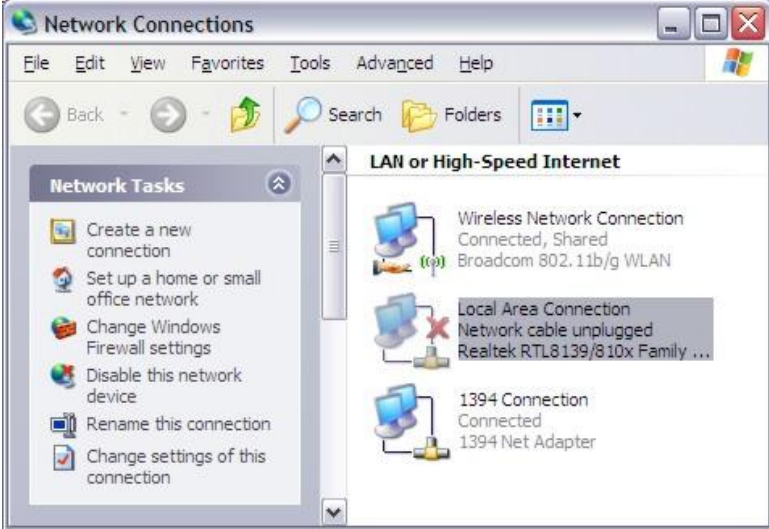 Network Connections
File Edit View Favorites Tools Advanced Help
Back Search Folders
Network Tasks
Create a new
connection
Set up a home or small
office network
Change Windows
Firewall settings
Disable this network
device
Rename this connection
Change settings of this
connection
LAN or High-Speed Internet
Wireless Network Connection
Connected, Shared
Broadcom 802.11b/g WLAN
Local Area Connection
Network cable unplugged
Realtek RTL8139/810x Family ...
1394 Connection
Connected
1394 Net Adapter